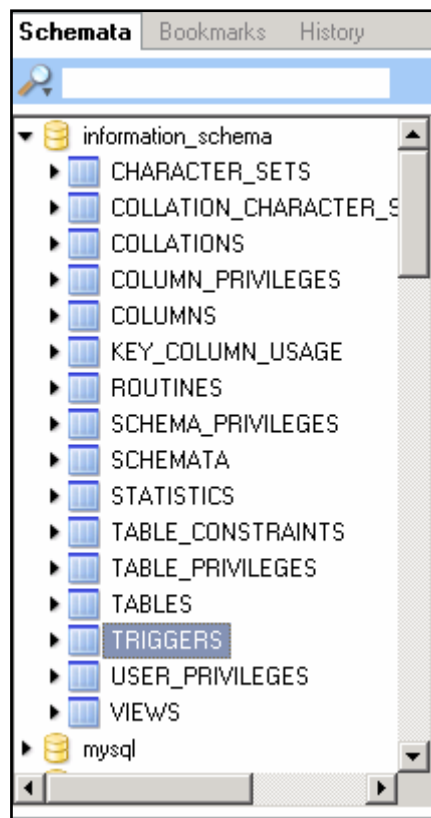 Schemata Bookmarks History
information_schema
CHARACTER_SETS
COLLATION_CHARACTER_S
COLLATIONS
COLUMN_PRIVILEGES
COLUMNS
KEY_COLUMN_USAGE
ROUTINES
SCHEMA_PRIVILEGES
SCHEMATA
STATISTICS
TABLE_CONSTRAINTS
TABLE_PRIVILEGES
TABLES
TRIGGERS
USER_PRIVILEGES
VIEWS
mysql